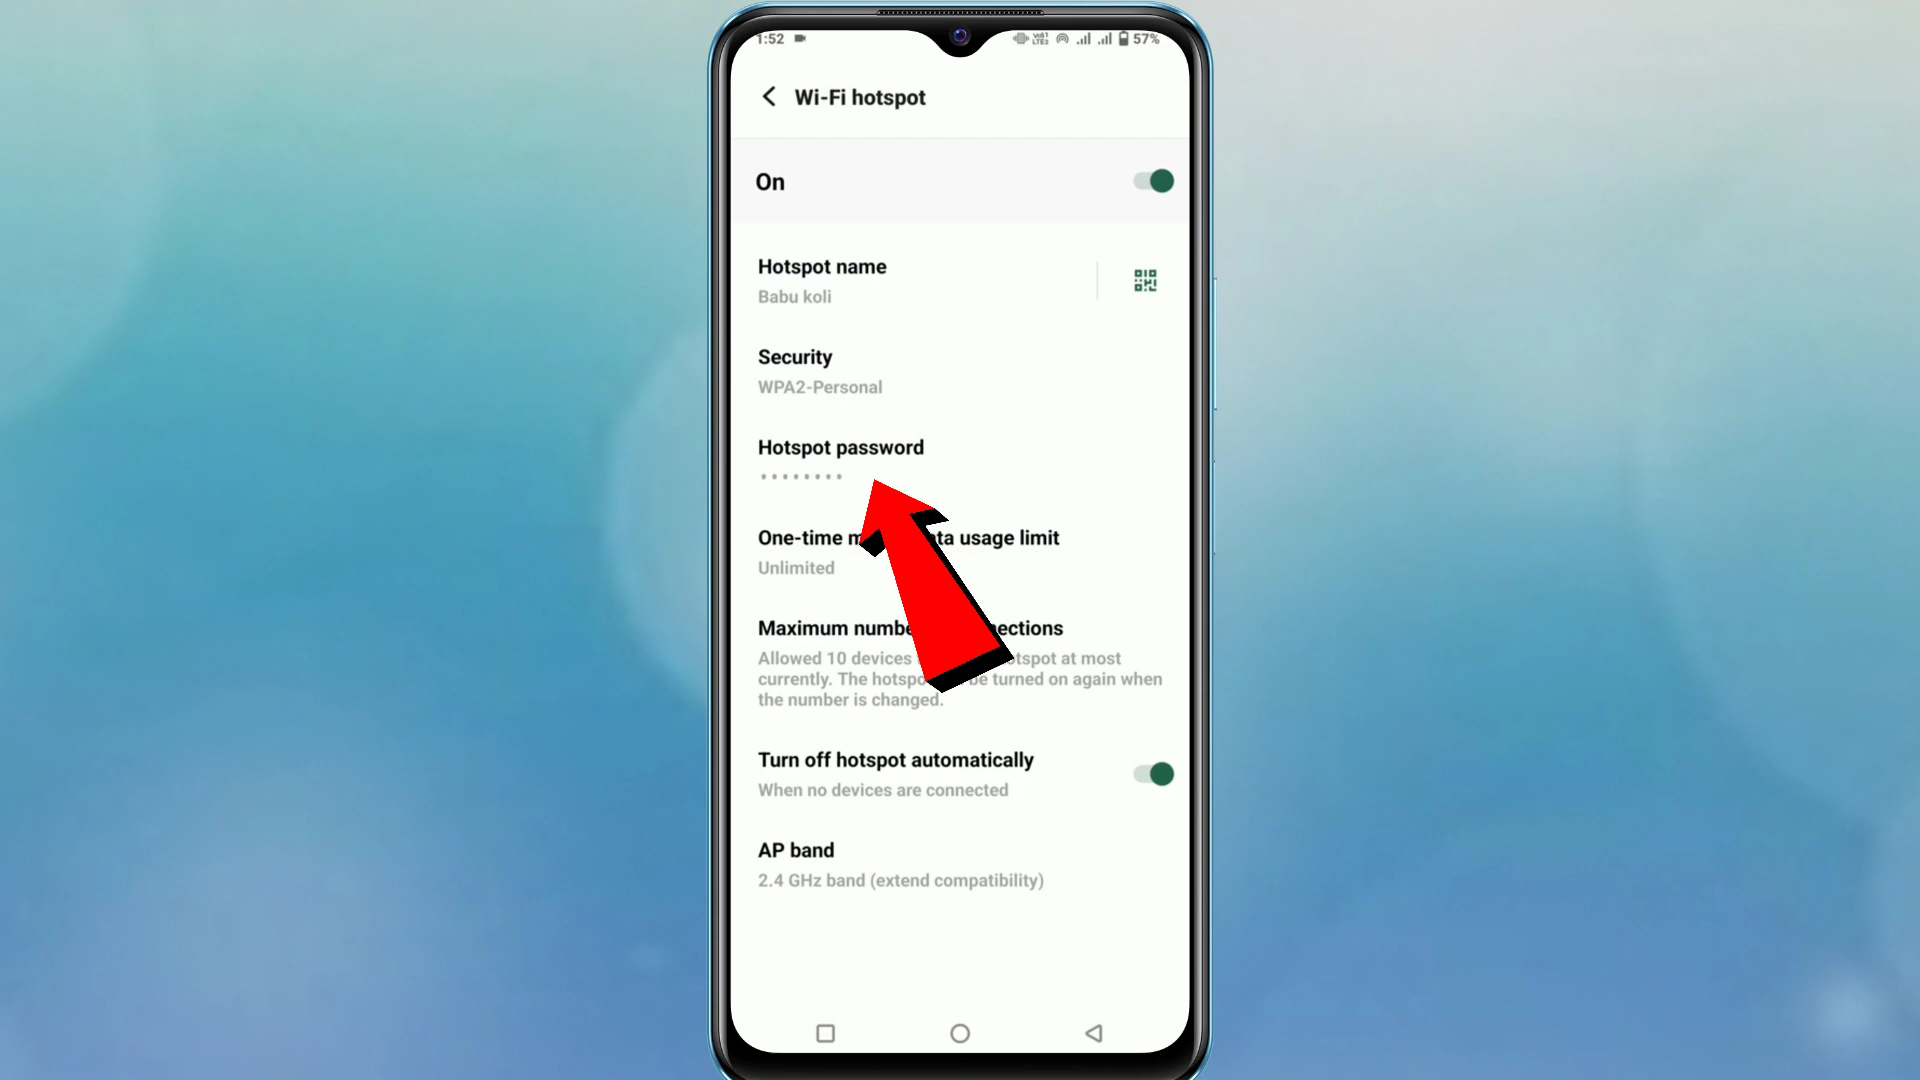 1:52 Vo) 1 LTE2 57%
Wi-Fi hotspot
On
Hotspot name
Babu koli
Security
WPA2-Personal
Hotspot password
••••••••
One-time m ta usage limit
Unlimited
Maximum numbe ections
Allowed 10 devices tspot at most
currently. The hotspo be turned on again when
the number is changed.
Turn off hotspot automatically
When no devices are connected
AP band
2.4 GHz band (extend compatibility)